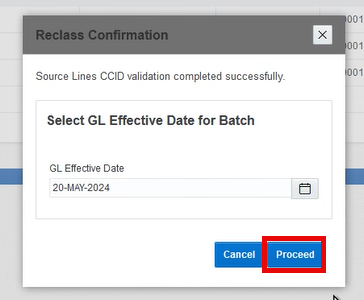 Reclass Confirmation
Source Lines CCID validation completed successfully.
Select GL Effective Date for Batch
GL Effective Date
20-MAY-2024
Cancel
Proceed